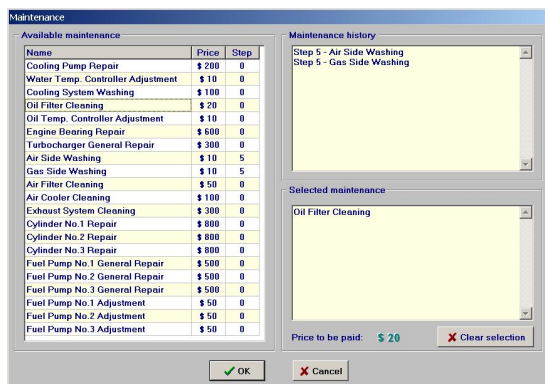 Maintenance
Available maintenance
Name Price Step
Cooling Pump Repair $ 200 0
Water Temp. Controller Adjustment $ 10 0
Cooling System Washing $ 100 0
Oil Filter Cleaning $ 20 0
Oil Temp. Controller Adjustment $ 10 0
Engine Bearing Repair $ 600 0
Turbocharger General Repair $ 300 0
Air Side Washing $ 10 5
Gas Side Washing $ 10 5
Air Filter Cleaning $ 50 0
Air Cooler Cleaning $ 100 0
Exhaust System Cleaning $ 300 0
Cylinder No.1 Repair $ 800 0
Cylinder No.2 Repair $ 800 0
Cylinder No.3 Repair $ 800 0
Fuel Pump No.1 General Repair $ 500 0
Fuel Pump No.2 General Repair $ 500 0
Fuel Pump No.3 General Repair $ 500 0
Fuel Pump No.1 Adjustment $ 50 0
Fuel Pump No.2 Adjustment $ 50 0
Fuel Pump No.3 Adjustment $ 50 0
Maintenance history
Step 5 - Air Side Washing
Step 5 - Gas Side Washing
Selected maintenance
Oil Filter Cleaning
Price to be paid: $ 20 Clear selection
OK Cancel